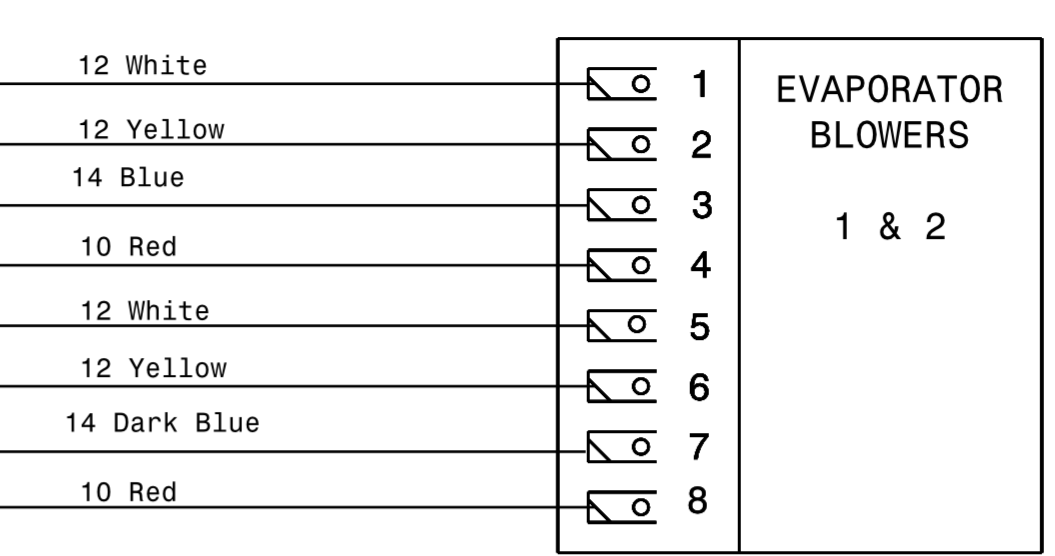 12 White
12 Yellow
14 Blue
10 Red
12 White
12 Yellow
14 Dark Blue
10 Red
1
2
3
4
5
6
7
8
EVAPORATOR
BLOWERS
1 & 2